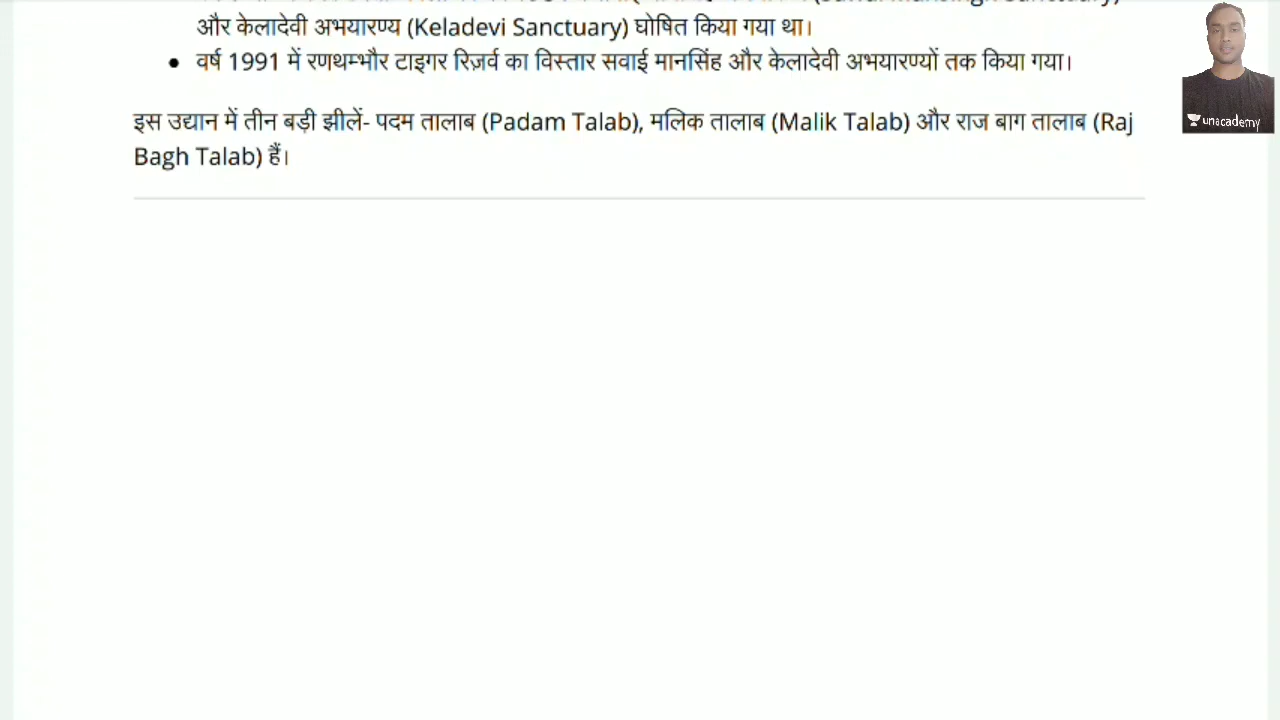 और केलादेवी अभयारण्य (Keladevi Sanctuary) घोषित किया गया था।
• वर्ष 1991 में रणथम्भौर टाइगर रिज़र्व का विस्तार सवाई मानसिंह और केलादेवी अभयारण्यों तक किया गया।
इस उद्यान में तीन बड़ी झीलें- पदम तालाब (Padam Talab), मलिक तालाब (Malik Talab) और राज बाग तालाब (Raj
Bagh Talab) हैं।
unacademy